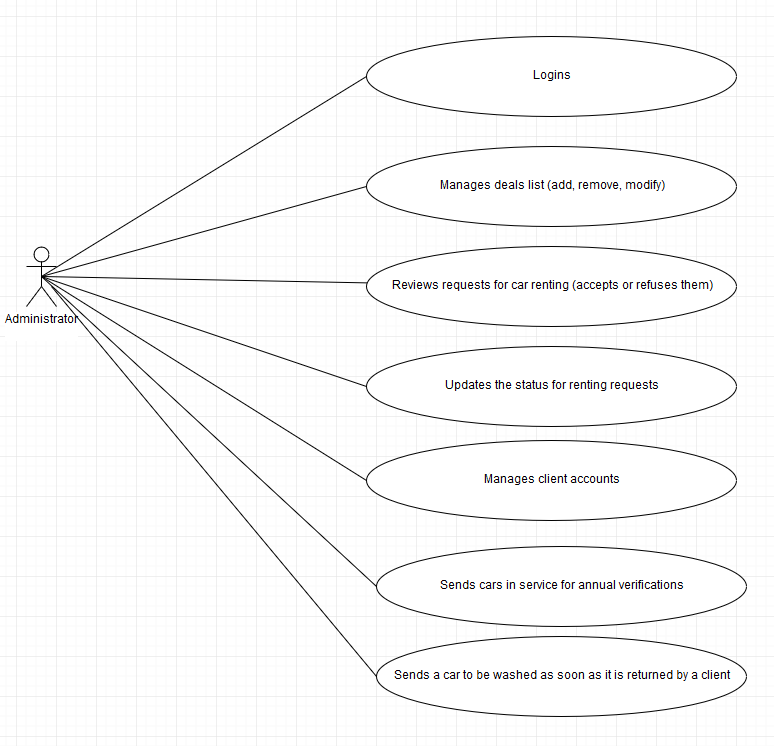 Logins
Manages deals list (add, remove, modify)
Reviews requests for car renting (accepts or refuses them)
Administrator
Updates the status for renting requests
Manages client accounts
Sends cars in service for annual verifications
Sends a car to be washed as soon as it is returned by a client